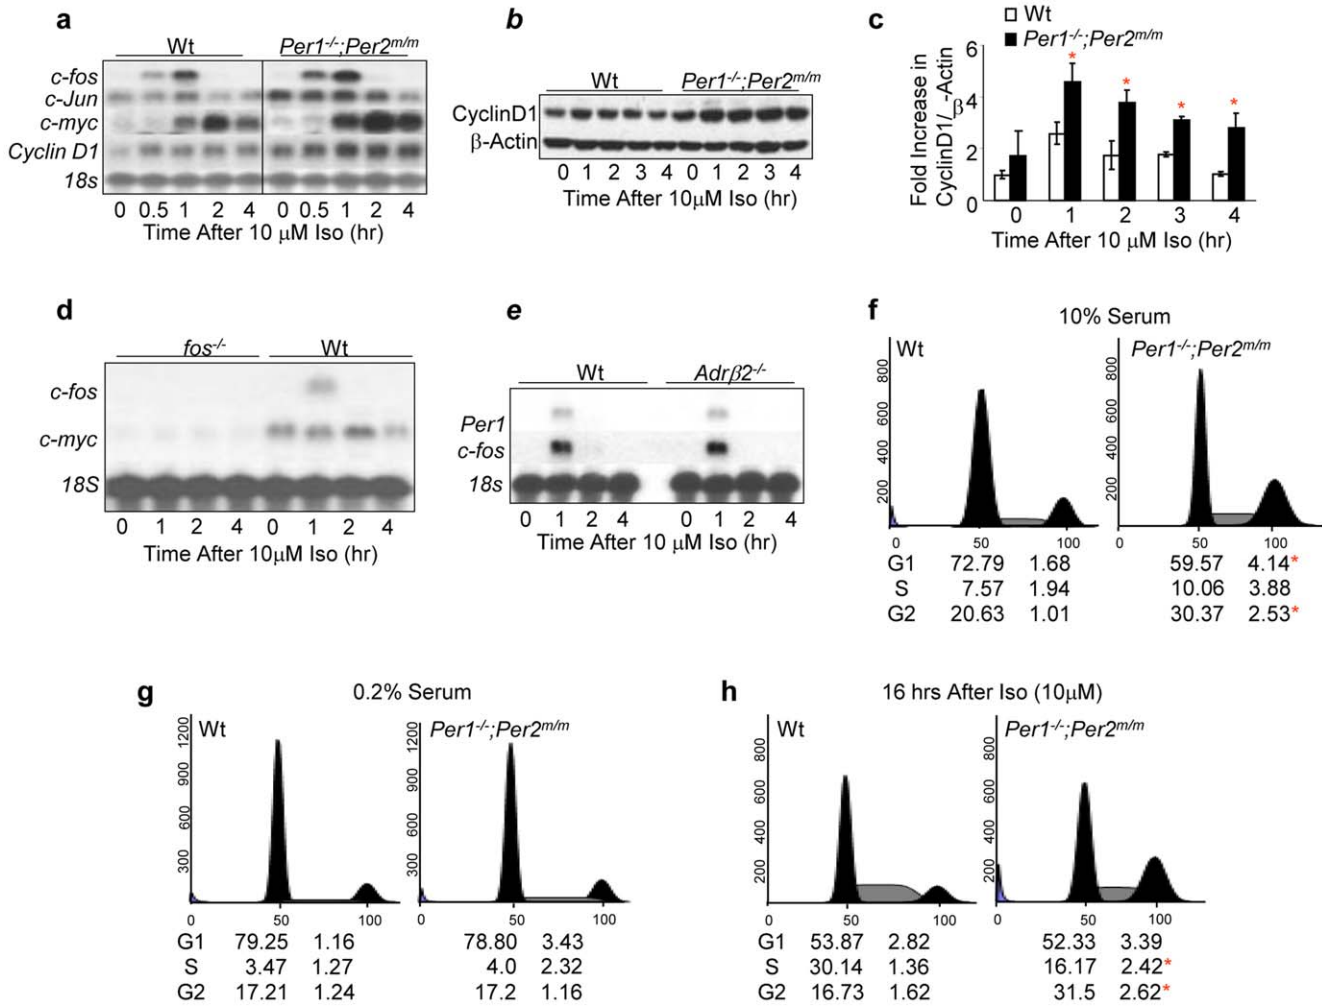 a
Wt Per1-/-;Per2m/m
c-fos
c-Jun
c-myc
Cyclin D1
18s
0 0.5 1 2 4 0 0.5 1 2 4
Time After 10 μM Iso (hr)
b
Wt Per1-/-;Per2m/m
CyclinD1
β-Actin
0 1 2 3 4 0 1 2 3 4
Time After 10μM Iso (hr)
c
Wt
Per1-/-;Per2m/m
Fold Increase in
CyclinD1/β-Actin
6
4
2
0
* * * *
0 1 2 3 4
Time After 10 μM Iso (hr)
d
fos-/- Wt
c-fos
c-myc
18S
0 1 2 4 0 1 2 4
Time After 10μM Iso (hr)
e
Wt Adrβ2-/-
Per1
c-fos
18s
0 1 2 4 0 1 2 4
Time After 10 μM Iso (hr)
f
10% Serum
Wt Per1-/-;Per2m/m
800 800
600 600
400 400
200 200
0 50 100 0 50 100
G1 72.79 1.68 59.57 4.14*
S 7.57 1.94 10.06 3.88
G2 20.63 1.01 30.37 2.53*
g
0.2% Serum
Wt Per1-/-;Per2m/m
1200 1200
900 900
600 600
300 300
0 50 100 0 50 100
G1 79.25 1.16 78.80 3.43
S 3.47 1.27 4.0 2.32
G2 17.21 1.24 17.2 1.16
h
16 hrs After Iso (10μM)
Wt Per1-/-;Per2m/m
800 800
600 600
400 400
200 200
0 50 100 0 50 100
G1 53.87 2.82 52.33 3.39
S 30.14 1.36 16.17 2.42*
G2 16.73 1.62 31.5 2.62*